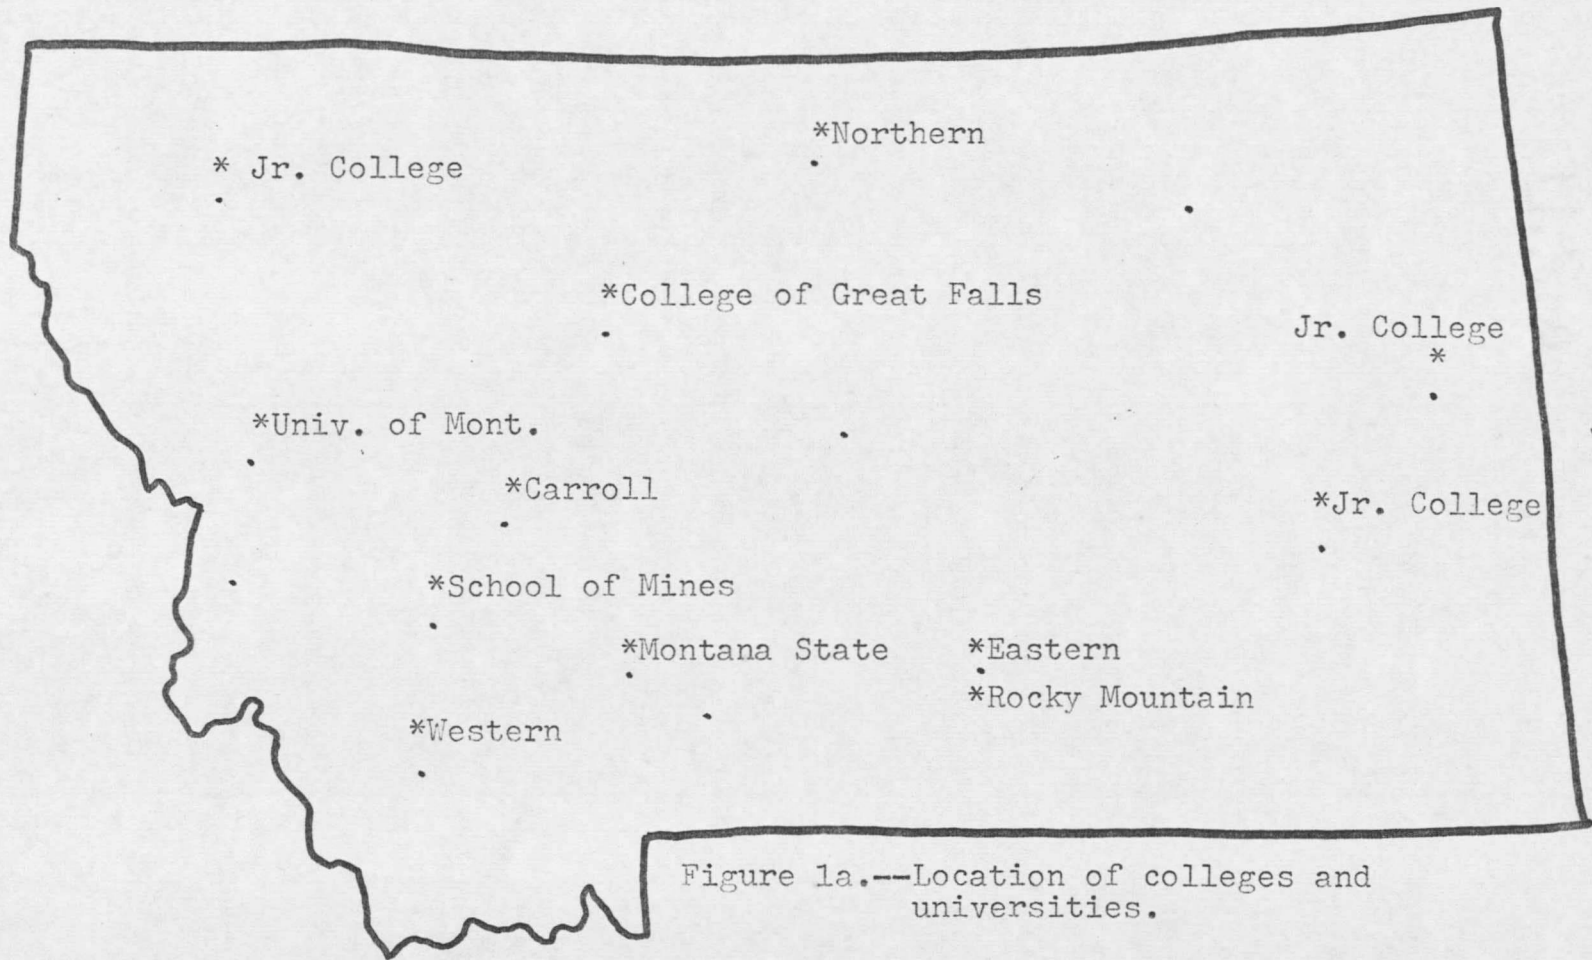 *Northern
* Jr. College
*College of Great Falls
Jr. College
*
*Univ. of Mont.
*Carroll
*Jr. College
*School of Mines
*Montana State
*Eastern
*Rocky Mountain
*Western
Figure 1a.--Location of colleges and
universities.